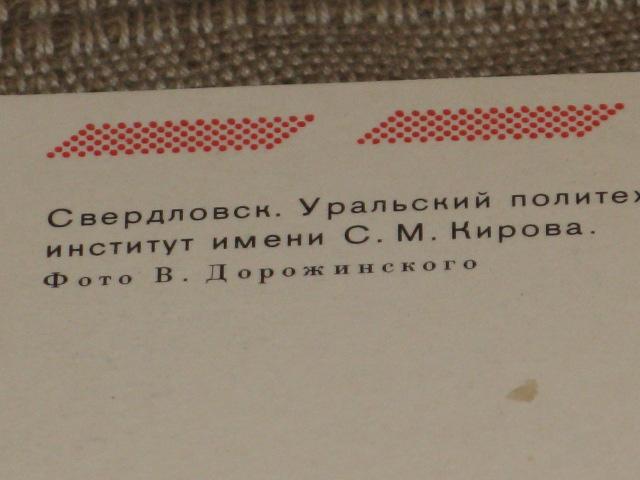 Свердловск. Уральский политех
институт имени С. М. Кирова.
Фото В. Дорожинского